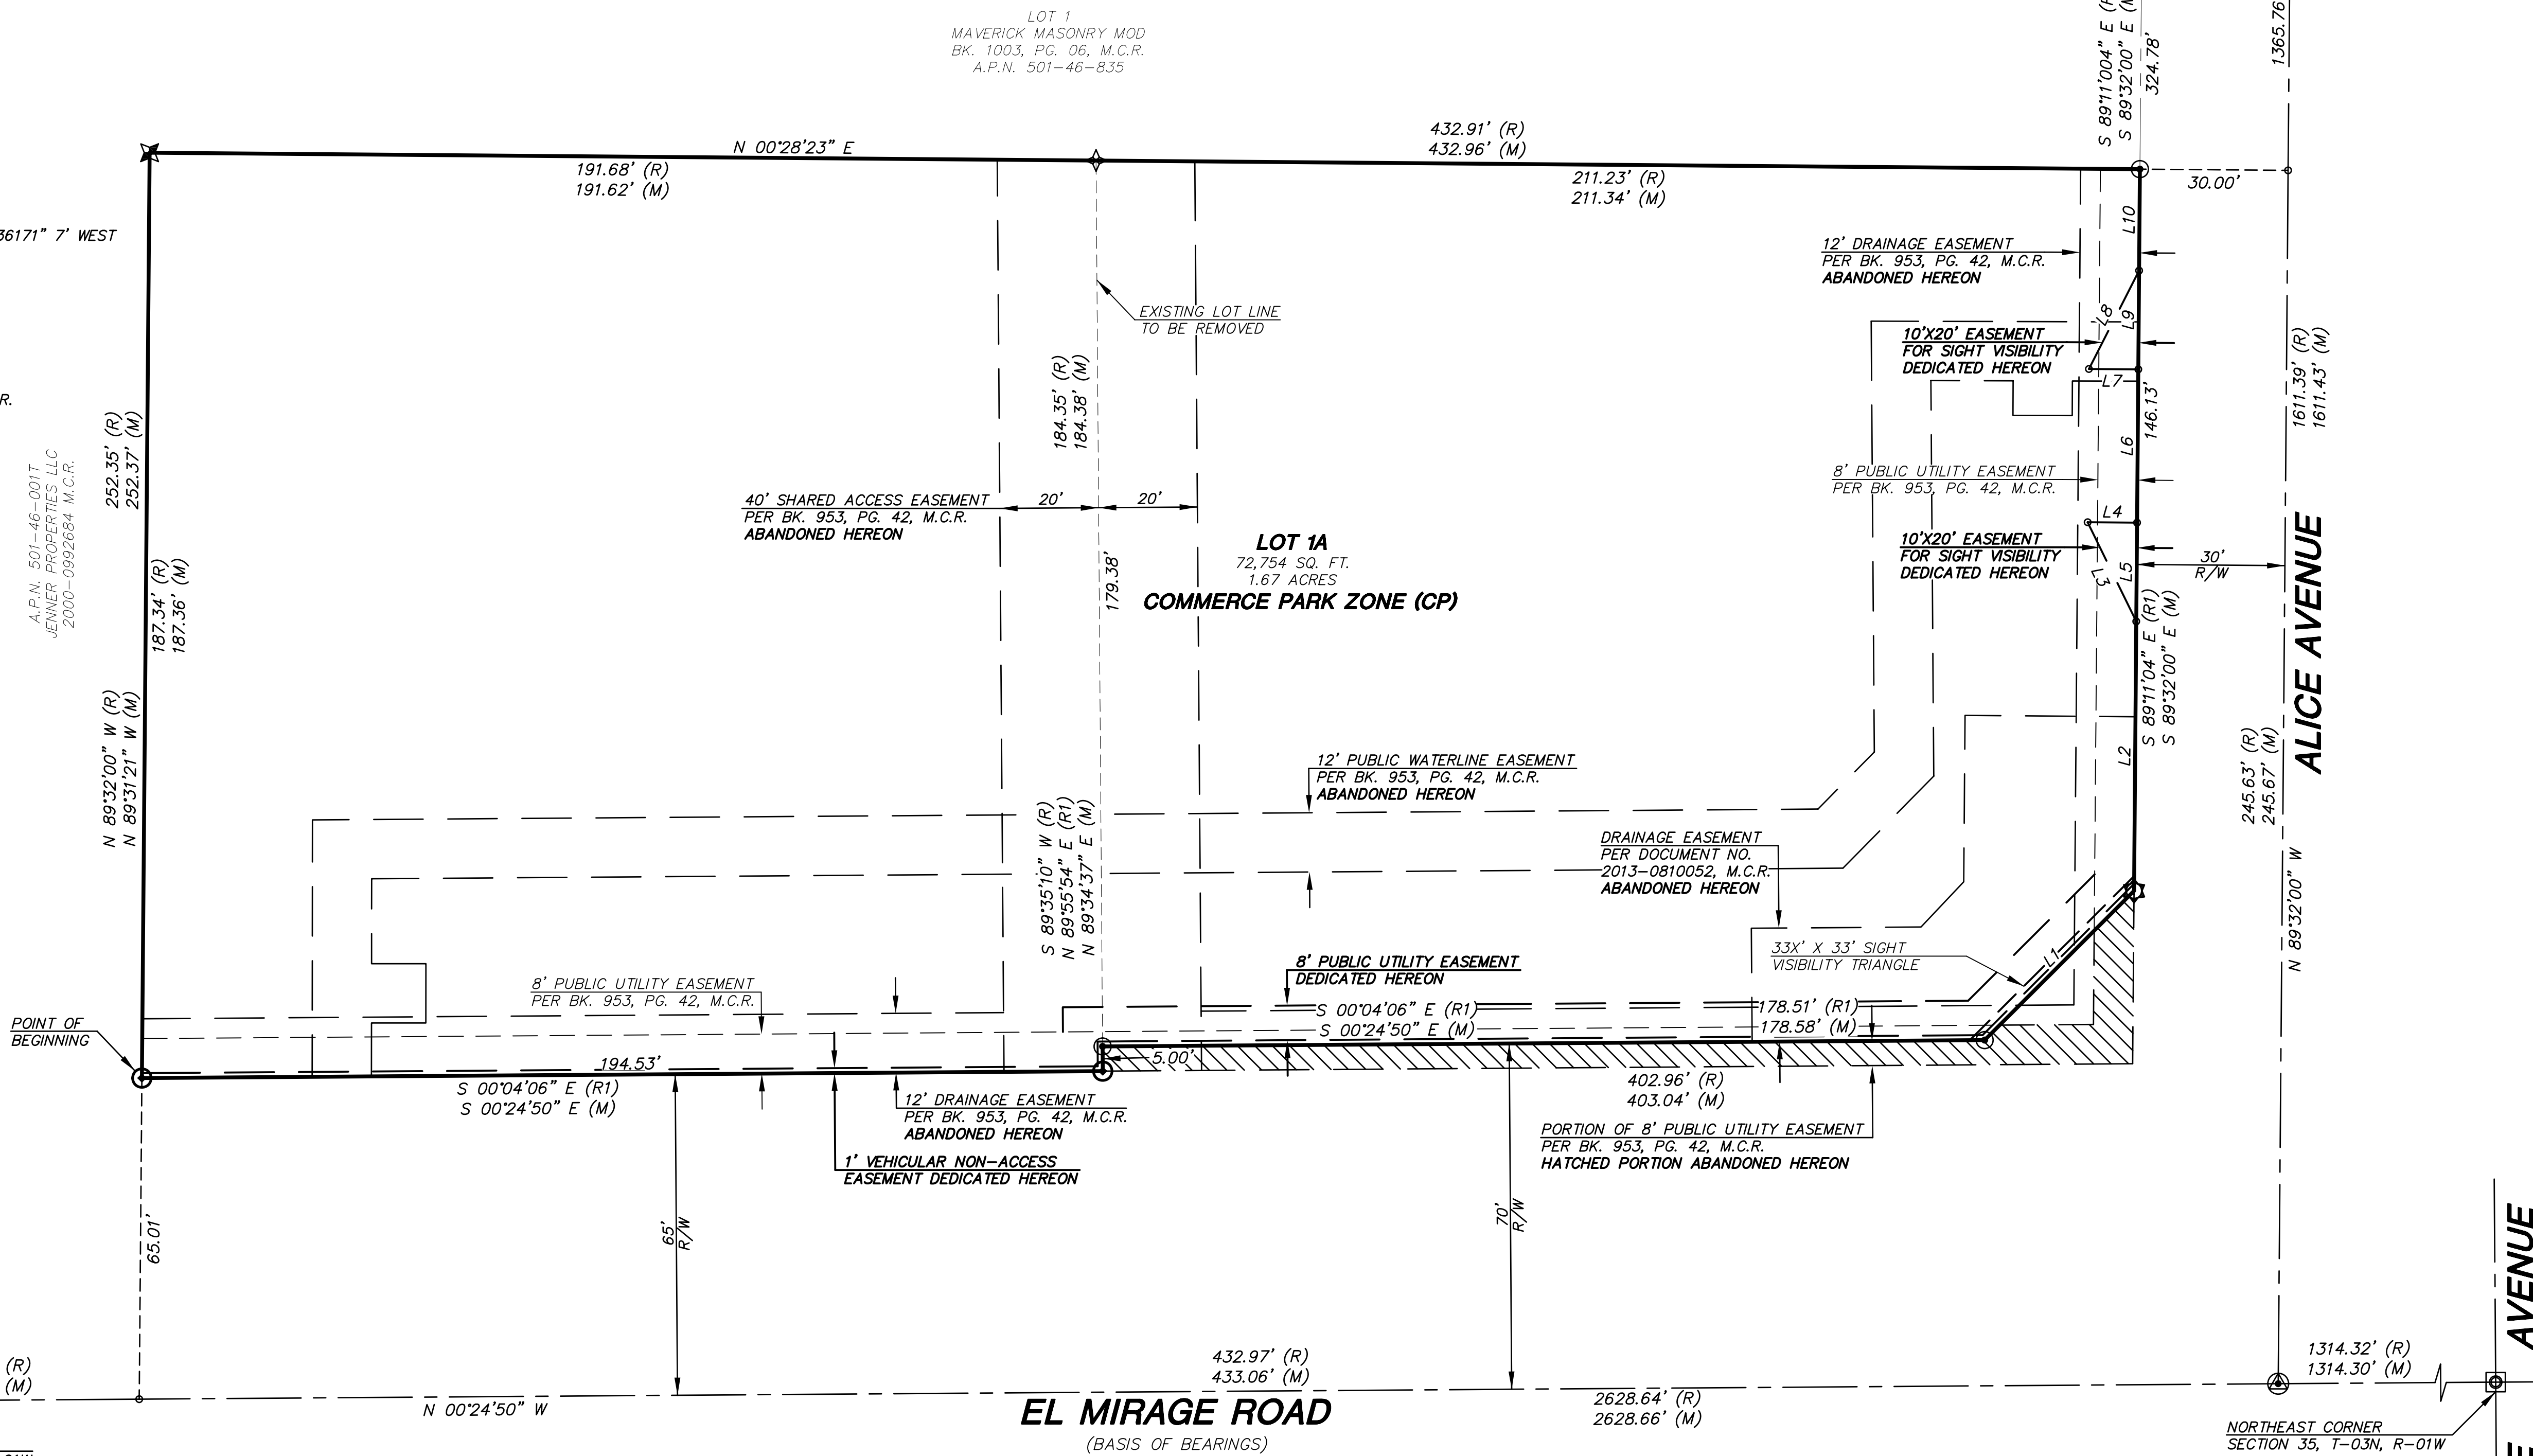 LOT 1
MAVERICK MASONRY MOD
BK. 1003, PG. 06, M.C.R.
A.P.N. 501-46-835
S 89°11'004" E
S 89°32'00" E
324.78'
1365.76
N 00°28'23" E
432.91' (R)
432.96' (M)
191.68' (R)
191.62' (M)
211.23' (R)
211.34' (M)
30.00'
36171" 7' WEST
R.
A.P.N. 501-46-001T
JENNER PROPERTIES LLC
2000-0992684 M.C.R.
252.35' (R)
252.37' (M)
187.34' (R)
187.36' (M)
N 89°32'00" W (R)
N 89°31'21" W (M)
EXISTING LOT LINE
TO BE REMOVED
184.35' (R)
184.38' (M)
179.38'
S 89°35'10" W (R)
N 89°55'54" E (R1)
N 89°34'37" E (M)
40' SHARED ACCESS EASEMENT
PER BK. 953, PG. 42, M.C.R.
ABANDONED HEREON
20'
20'
LOT 1A
72,754 SQ. FT.
1.67 ACRES
COMMERCE PARK ZONE (CP)
12' DRAINAGE EASEMENT
PER BK. 953, PG. 42, M.C.R.
ABANDONED HEREON
10'X20' EASEMENT
FOR SIGHT VISIBILITY
DEDICATED HEREON
8' PUBLIC UTILITY EASEMENT
PER BK. 953, PG. 42, M.C.R.
10'X20' EASEMENT
FOR SIGHT VISIBILITY
DEDICATED HEREON
L10
L8
L9
L7
L6
146.13'
L4
L3
L5
L2
30'
R/W
S 89°11'04" E (R1)
S 89°32'00" E (M)
1611.39' (R)
1611.43' (M)
ALICE AVENUE
245.63' (R)
245.67' (M)
N 89°32'00" W
12' PUBLIC WATERLINE EASEMENT
PER BK. 953, PG. 42, M.C.R.
ABANDONED HEREON
DRAINAGE EASEMENT
PER DOCUMENT NO.
2013-0810052, M.C.R.
ABANDONED HEREON
33X' X 33' SIGHT
VISIBILITY TRIANGLE
L1
8' PUBLIC UTILITY EASEMENT
DEDICATED HEREON
8' PUBLIC UTILITY EASEMENT
PER BK. 953, PG. 42, M.C.R.
S 00°04'06" E (R1)
S 00°24'50" E (M)
178.51' (R1)
178.58' (M)
POINT OF
BEGINNING
194.53'
S 00°04'06" E (R1)
S 00°24'50" E (M)
5.00'
402.96' (R)
403.04' (M)
12' DRAINAGE EASEMENT
PER BK. 953, PG. 42, M.C.R.
ABANDONED HEREON
1' VEHICULAR NON-ACCESS
EASEMENT DEDICATED HEREON
PORTION OF 8' PUBLIC UTILITY EASEMENT
PER BK. 953, PG. 42, M.C.R.
HATCHED PORTION ABANDONED HEREON
65.01'
65'
R/W
70'
R/W
(R)
(M)
432.97' (R)
433.06' (M)
1314.32' (R)
1314.30' (M)
N 00°24'50" W
EL MIRAGE ROAD
(BASIS OF BEARINGS)
2628.64' (R)
2628.66' (M)
AVENUE
NORTHEAST CORNER
SECTION 35, T-03N, R-01W